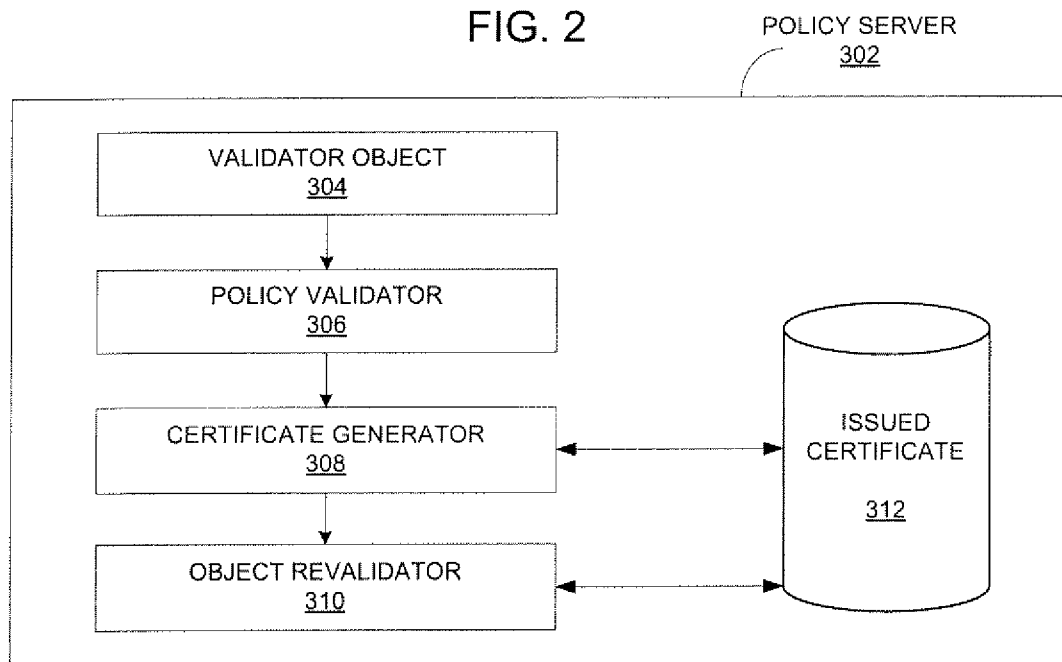 FIG. 2
POLICY SERVER
302
VALIDATOR OBJECT
304
POLICY VALIDATOR
306
CERTIFICATE GENERATOR
308
OBJECT REVALIDATOR
310
ISSUED
CERTIFICATE
312